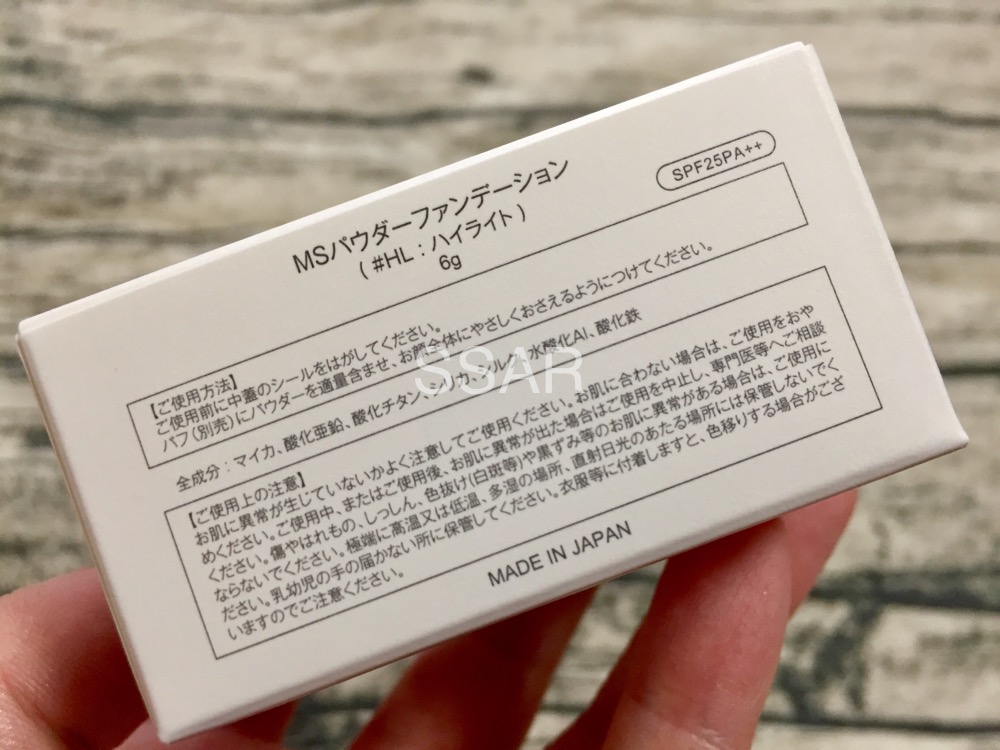 MSパウダーファンデーション
(#HL:ハイライト)
6g
SPF25PA++
【ご使用方法】
ご使用前に中蓋のシールをはがしてください。
パフ(別売)にパウダーを適量含ませ、お顔全体にやさしくおさえるようにつけてください。
全成分:マイカ、酸化亜鉛、酸化チタン、シリカ、シルク、水酸化Al、酸化鉄
【ご使用上の注意】
お肌に異常が生じていないかよく注意してご使用ください。お肌に合わない場合は、ご使用をおや
めください。ご使用中、またはご使用後、お肌に異常が出た場合はご使用を中止し、専門医等へご相談
ください。傷やはれもの、しっしん、色抜け(白斑等)や黒ずみ等のお肌に異常がある場合は、ご使用に
ならないでください。極端に高温又は低温、多湿の場所、直射日光のあたる場所には保管しないでく
ださい。乳幼児の手の届かない所に保管してください。衣服等に付着しますと、色移りする場合がござ
いますのでご注意ください。
MADE IN JAPAN
SSAR